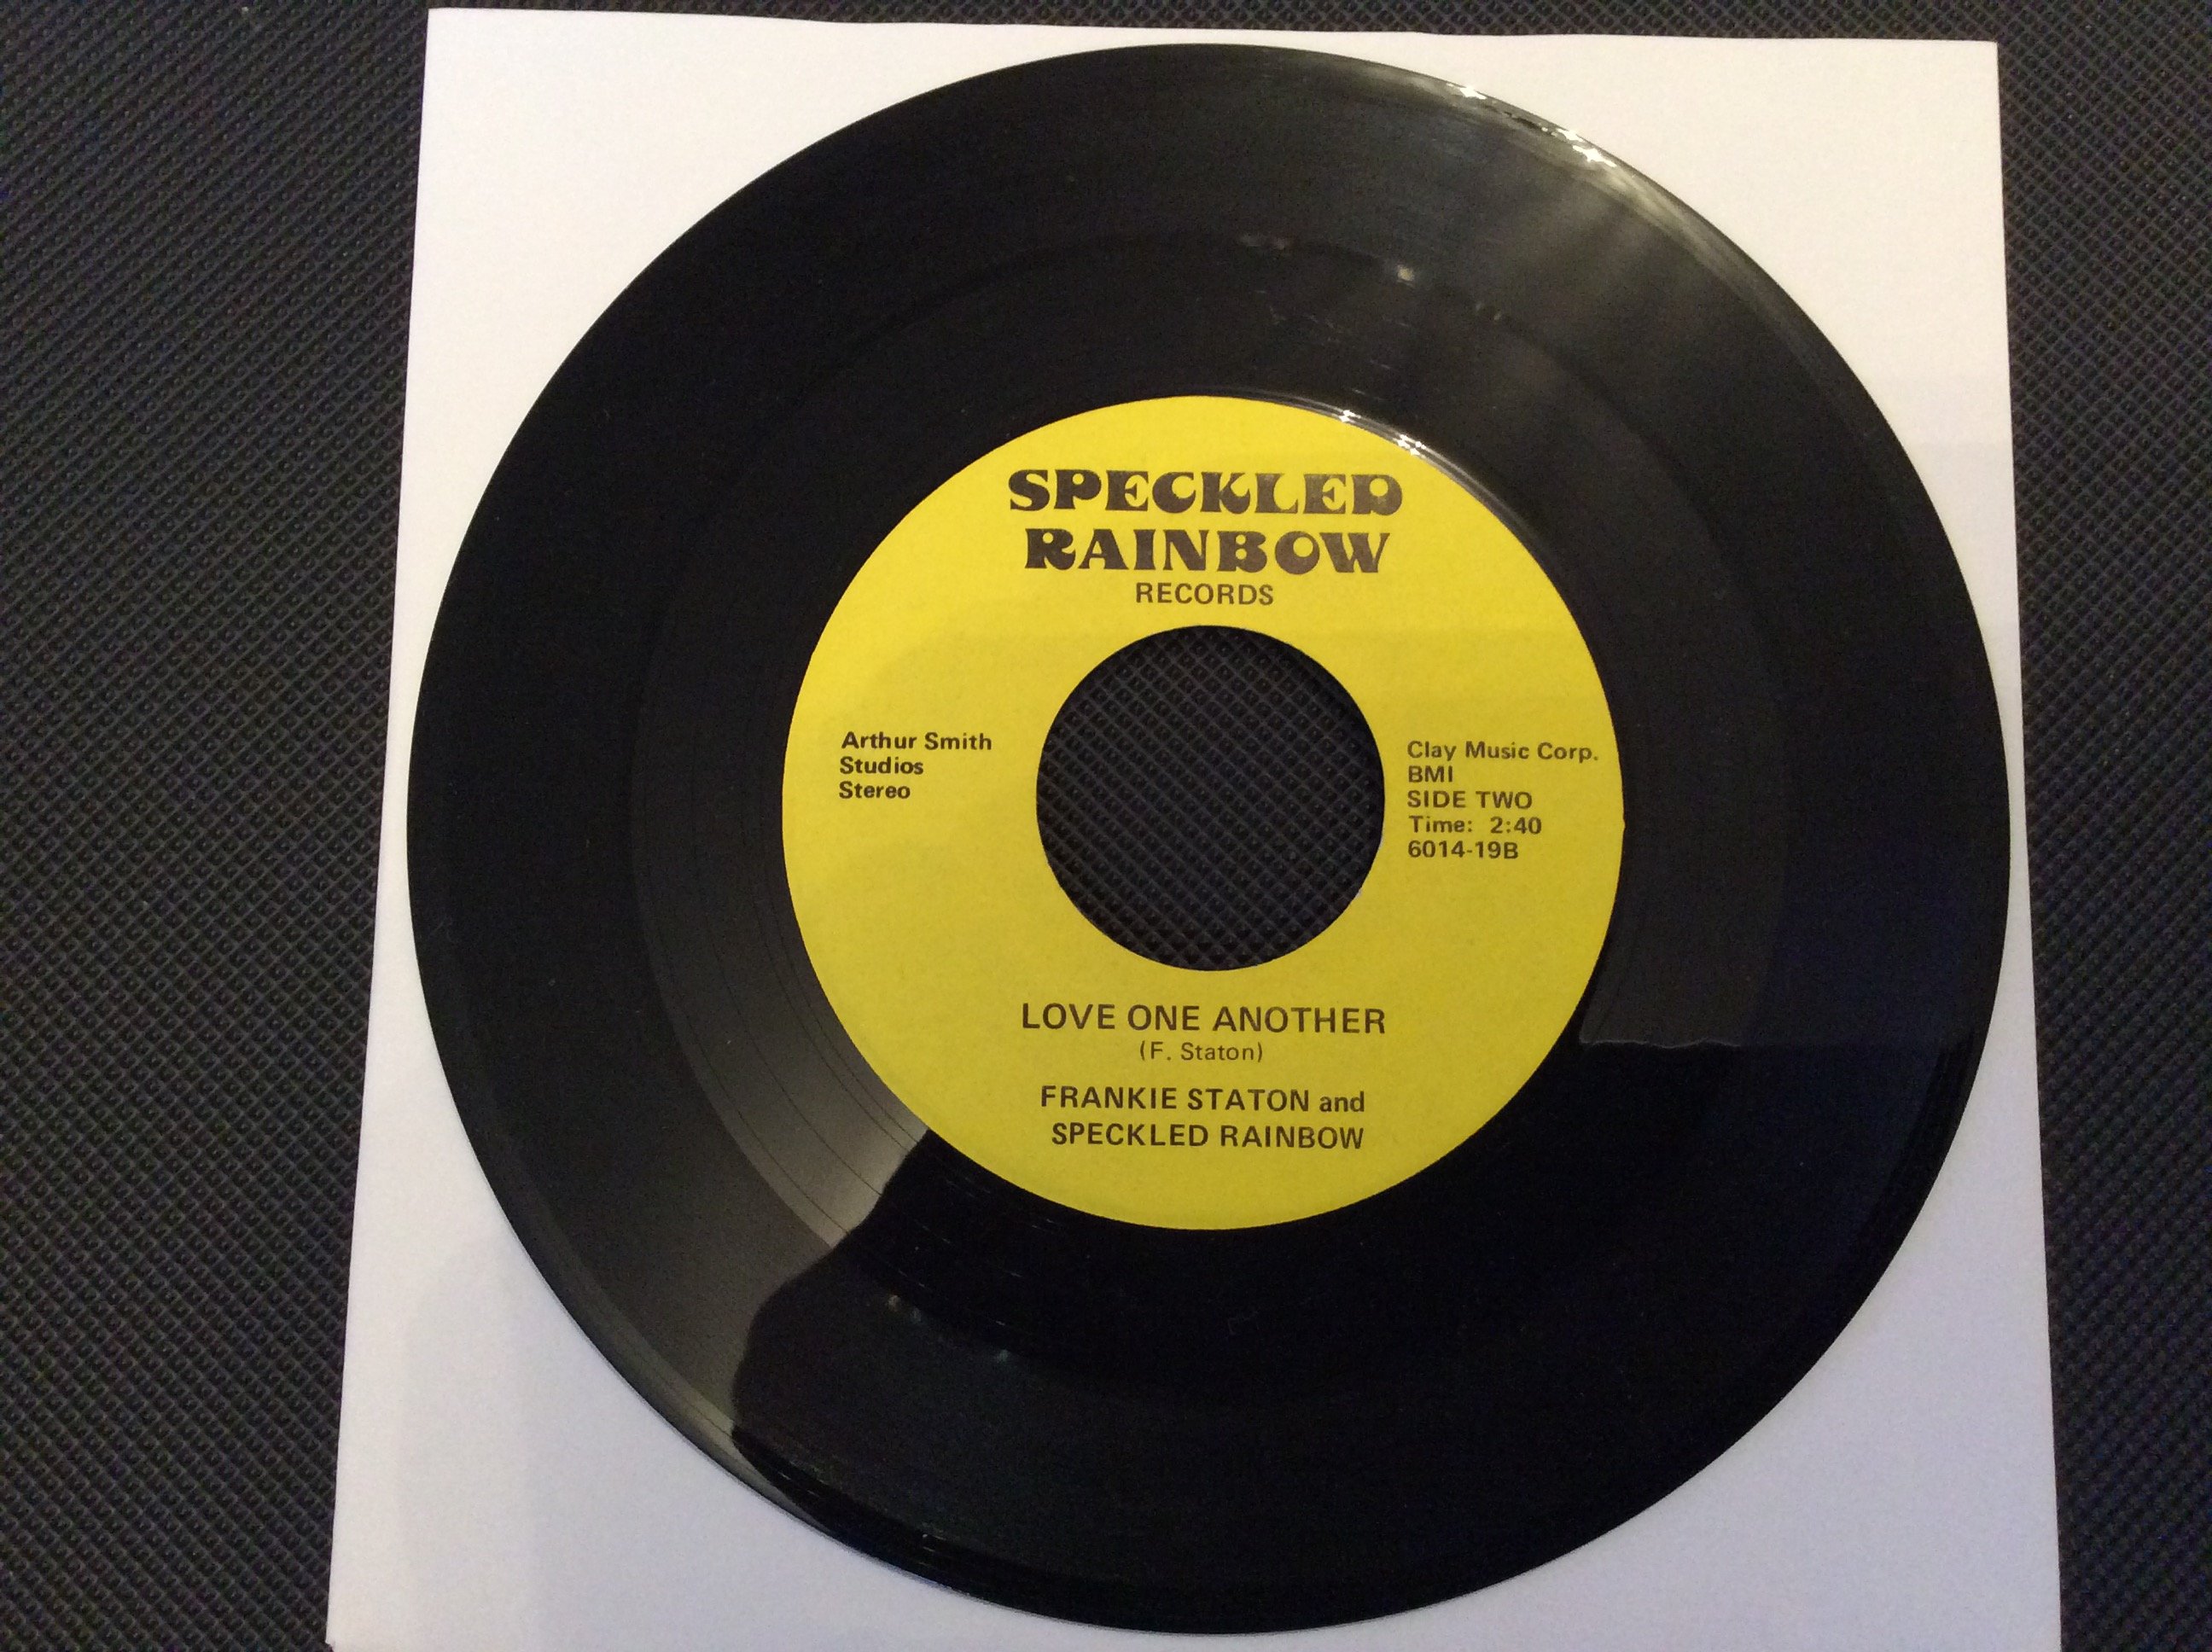 SPECKLED
RAINBOW
RECORDS
Arthur Smith
Studios
Stereo
Clay Music Corp.
BMI
SIDE TWO
Time: 2:40
6014-19B
LOVE ONE ANOTHER
(F. Staton)
FRANKIE STATON and
SPECKLED RAINBOW